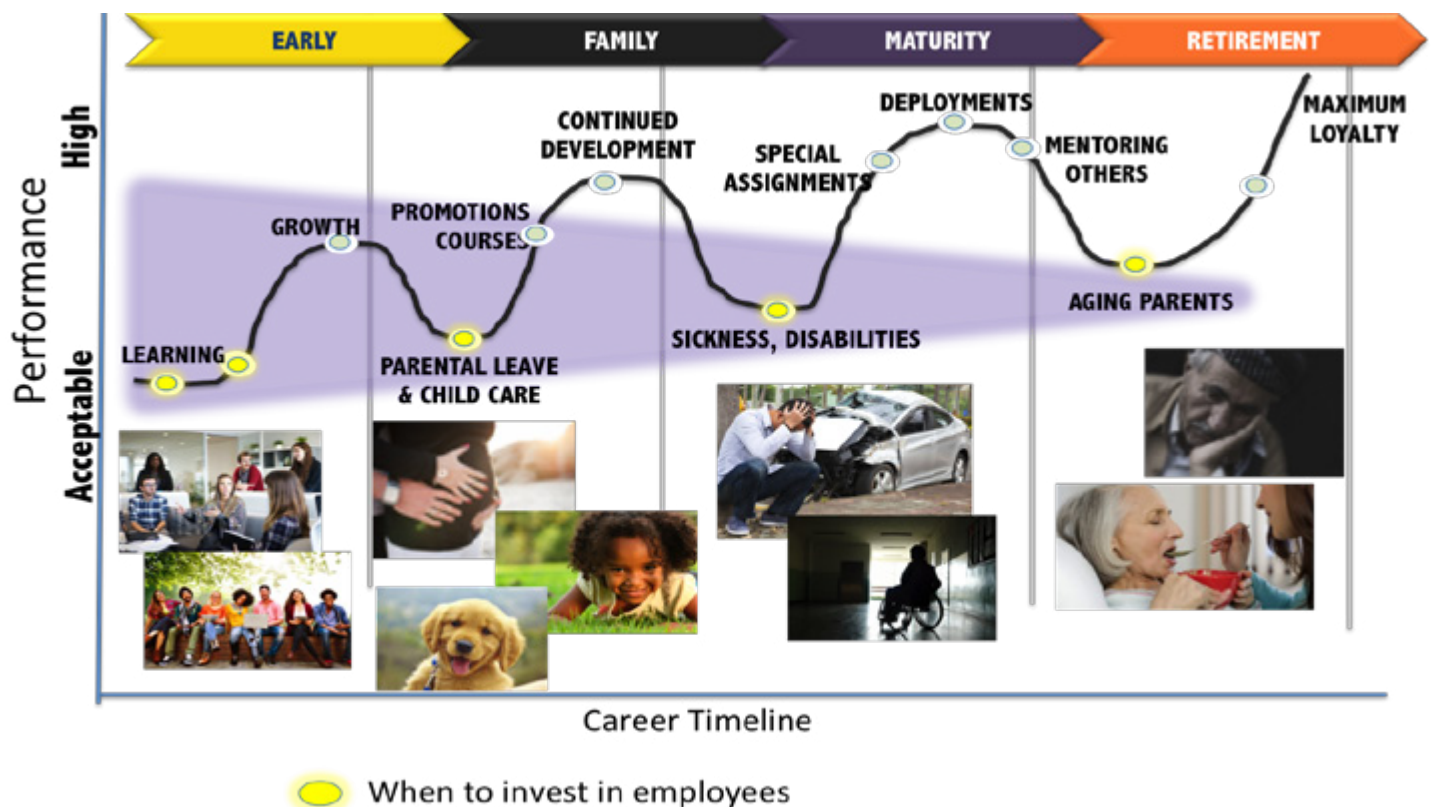 EARLY
FAMILY
MATURITY
RETIREMENT
High
Performance
Acceptable
LEARNING
GROWTH
PARENTAL LEAVE
& CHILD CARE
PROMOTIONS
COURSES
CONTINUED
DEVELOPMENT
SICKNESS, DISABILITIES
SPECIAL
ASSIGNMENTS
DEPLOYMENTS
MENTORING
OTHERS
AGING PARENTS
MAXIMUM
LOYALTY
Career Timeline
When to invest in employees